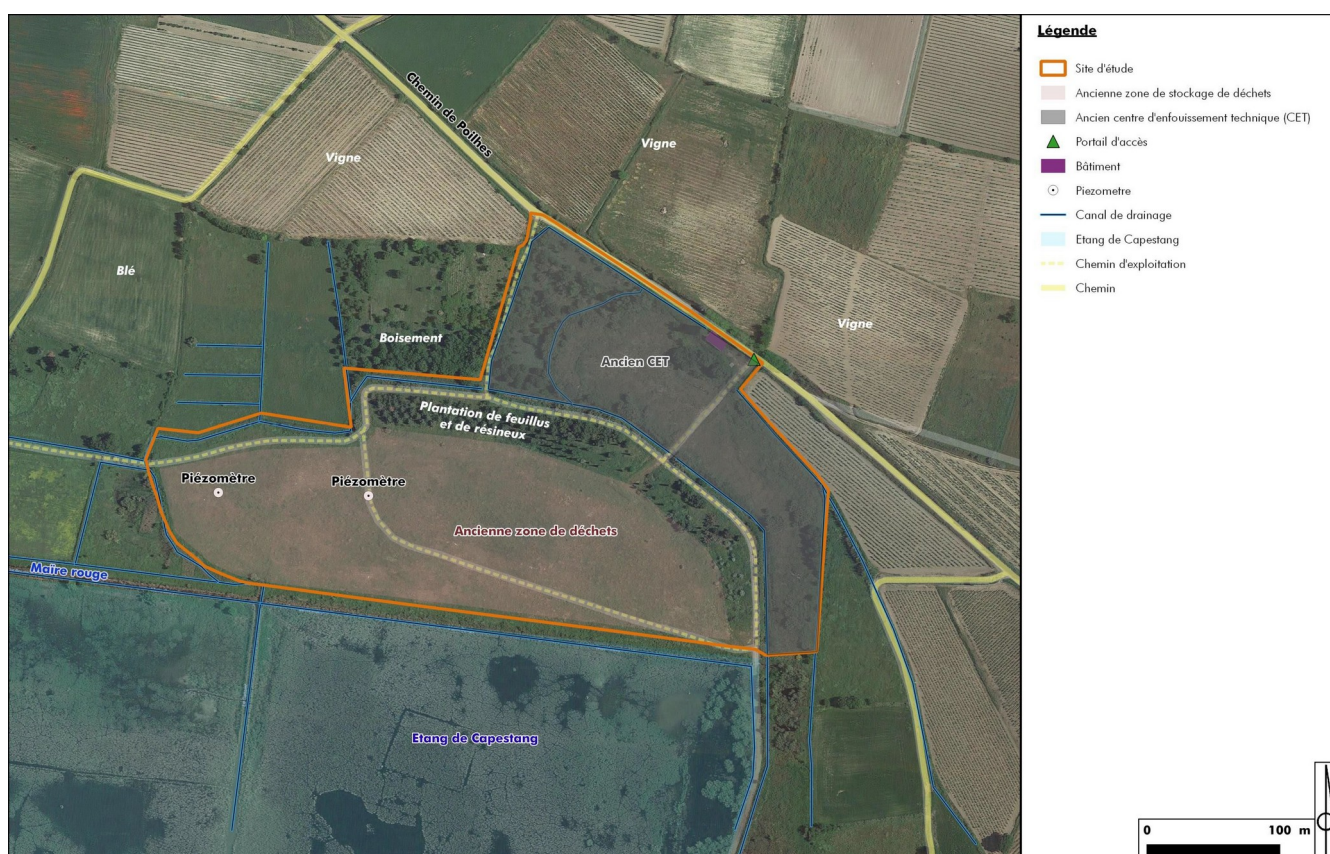 Chemin de Poilhes
Vigne
Vigne
Vigne
Blé
Boisement
Ancien CET
Plantation de feuillus
et de résineux
Piézomètre
Piézomètre
Ancienne zone de déchets
Maïre rouge
Etang de Capestang
Légende
Site d'étude
Ancienne zone de stockage de déchets
Ancien centre d'enfouissement technique (CET)
Portail d'accès
Bâtiment
Piezometre
Canal de drainage
Etang de Capestang
Chemin d'exploitation
Chemin
0 100 m